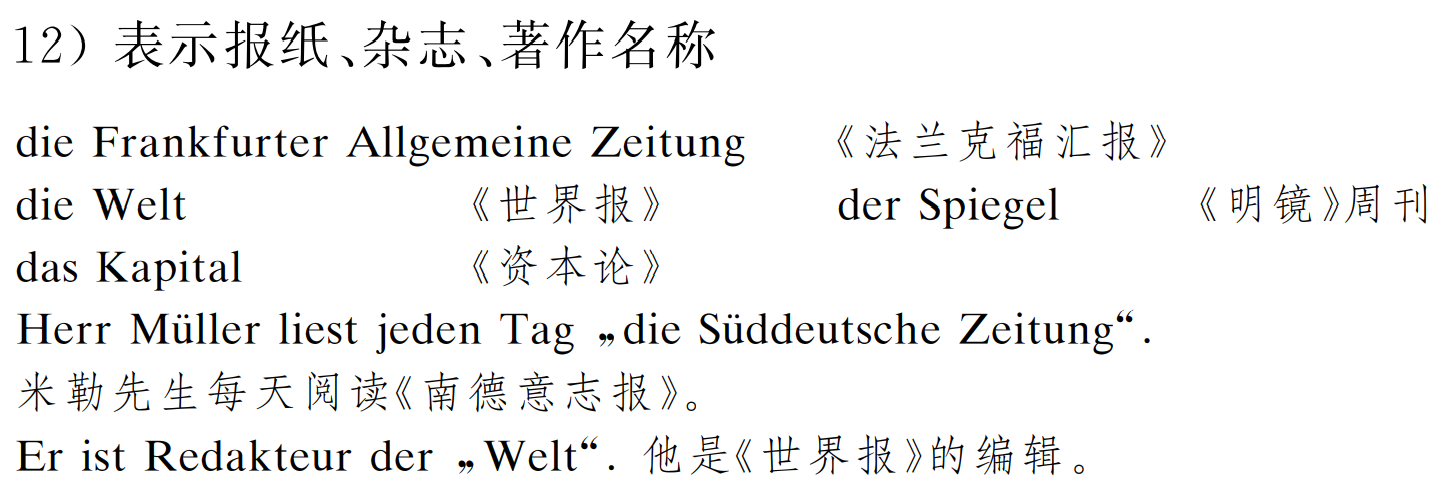 12) 表示报纸、杂志、著作名称
die Frankfurter Allgemeine Zeitung 《法兰克福汇报》
die Welt 《世界报》 der Spiegel 《明镜》周刊
das Kapital 《资本论》
Herr Müller liest jeden Tag „die Süddeutsche Zeitung“.
米勒先生每天阅读《南德意志报》。
Er ist Redakteur der „Welt“. 他是《世界报》的编辑。